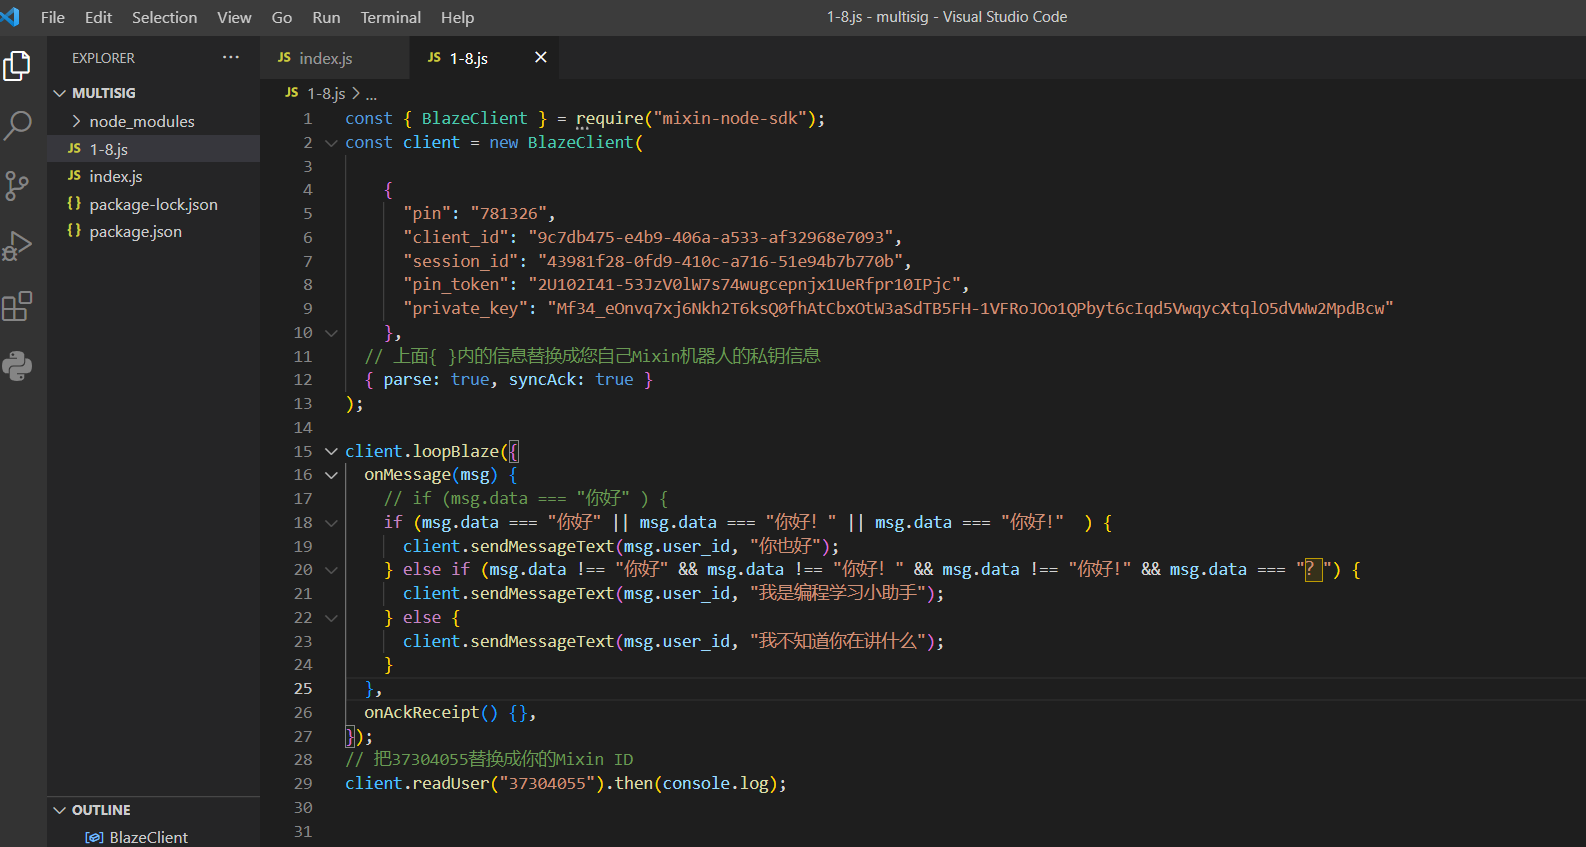 File Edit Selection View Go Run Terminal Help
1-8.js - multisig - Visual Studio Code
EXPLORER ···
MULTISIG
node_modules
JS 1-8.js
JS index.js
{} package-lock.json
{} package.json
OUTLINE
BlazeClient
JS index.js
JS 1-8.js
JS 1-8.js > ...
1 const { BlazeClient } = require("mixin-node-sdk");
2 const client = new BlazeClient(
3
4 {
5 "pin": "781326",
6 "client_id": "9c7db475-e4b9-406a-a533-af32968e7093",
7 "session_id": "43981f28-0fd9-410c-a716-51e94b7b770b",
8 "pin_token": "2U102I41-53JzV0lW7s74wugcepnjx1UeRfpr10IPjc",
9 "private_key": "Mf34_eOnvq7xj6Nkh2T6ksQ0fhAtCbxOtW3aSdTB5FH-1VFRoJOo1QPbyt6cIqd5VwqycXtqlO5dVWw2MpdBcw"
10 },
11 // 上面{ }内的信息替换成您自己Mixin机器人的私钥信息
12 { parse: true, syncAck: true }
13 );
14
15 client.loopBlaze({
16 onMessage(msg) {
17 // if (msg.data === "你好" ) {
18 if (msg.data === "你好" || msg.data === "你好！" || msg.data === "你好!"  ) {
19 client.sendMessageText(msg.user_id, "你也好");
20 } else if (msg.data !== "你好" && msg.data !== "你好！" && msg.data !== "你好!" && msg.data === "？") {
21 client.sendMessageText(msg.user_id, "我是编程学习小助手");
22 } else {
23 client.sendMessageText(msg.user_id, "我不知道你在讲什么");
24 }
25 },
26 onAckReceipt() {},
27 });
28 // 把37304055替换成你的Mixin ID
29 client.readUser("37304055").then(console.log);
30
31